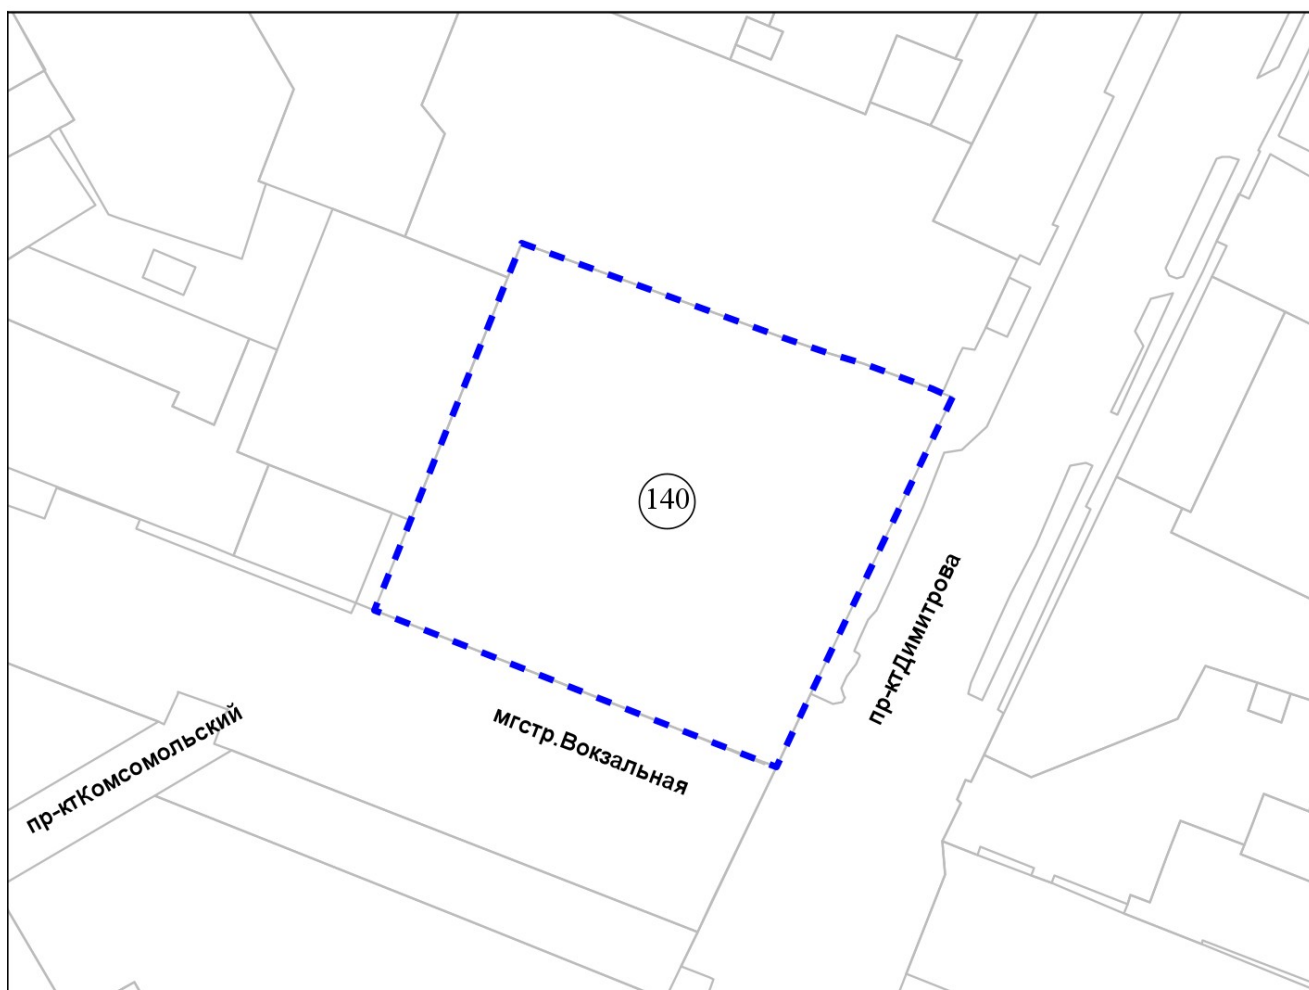 140
пр-ктДимитрова
мгстр.Вокзальная
пр-ктКомсомольский